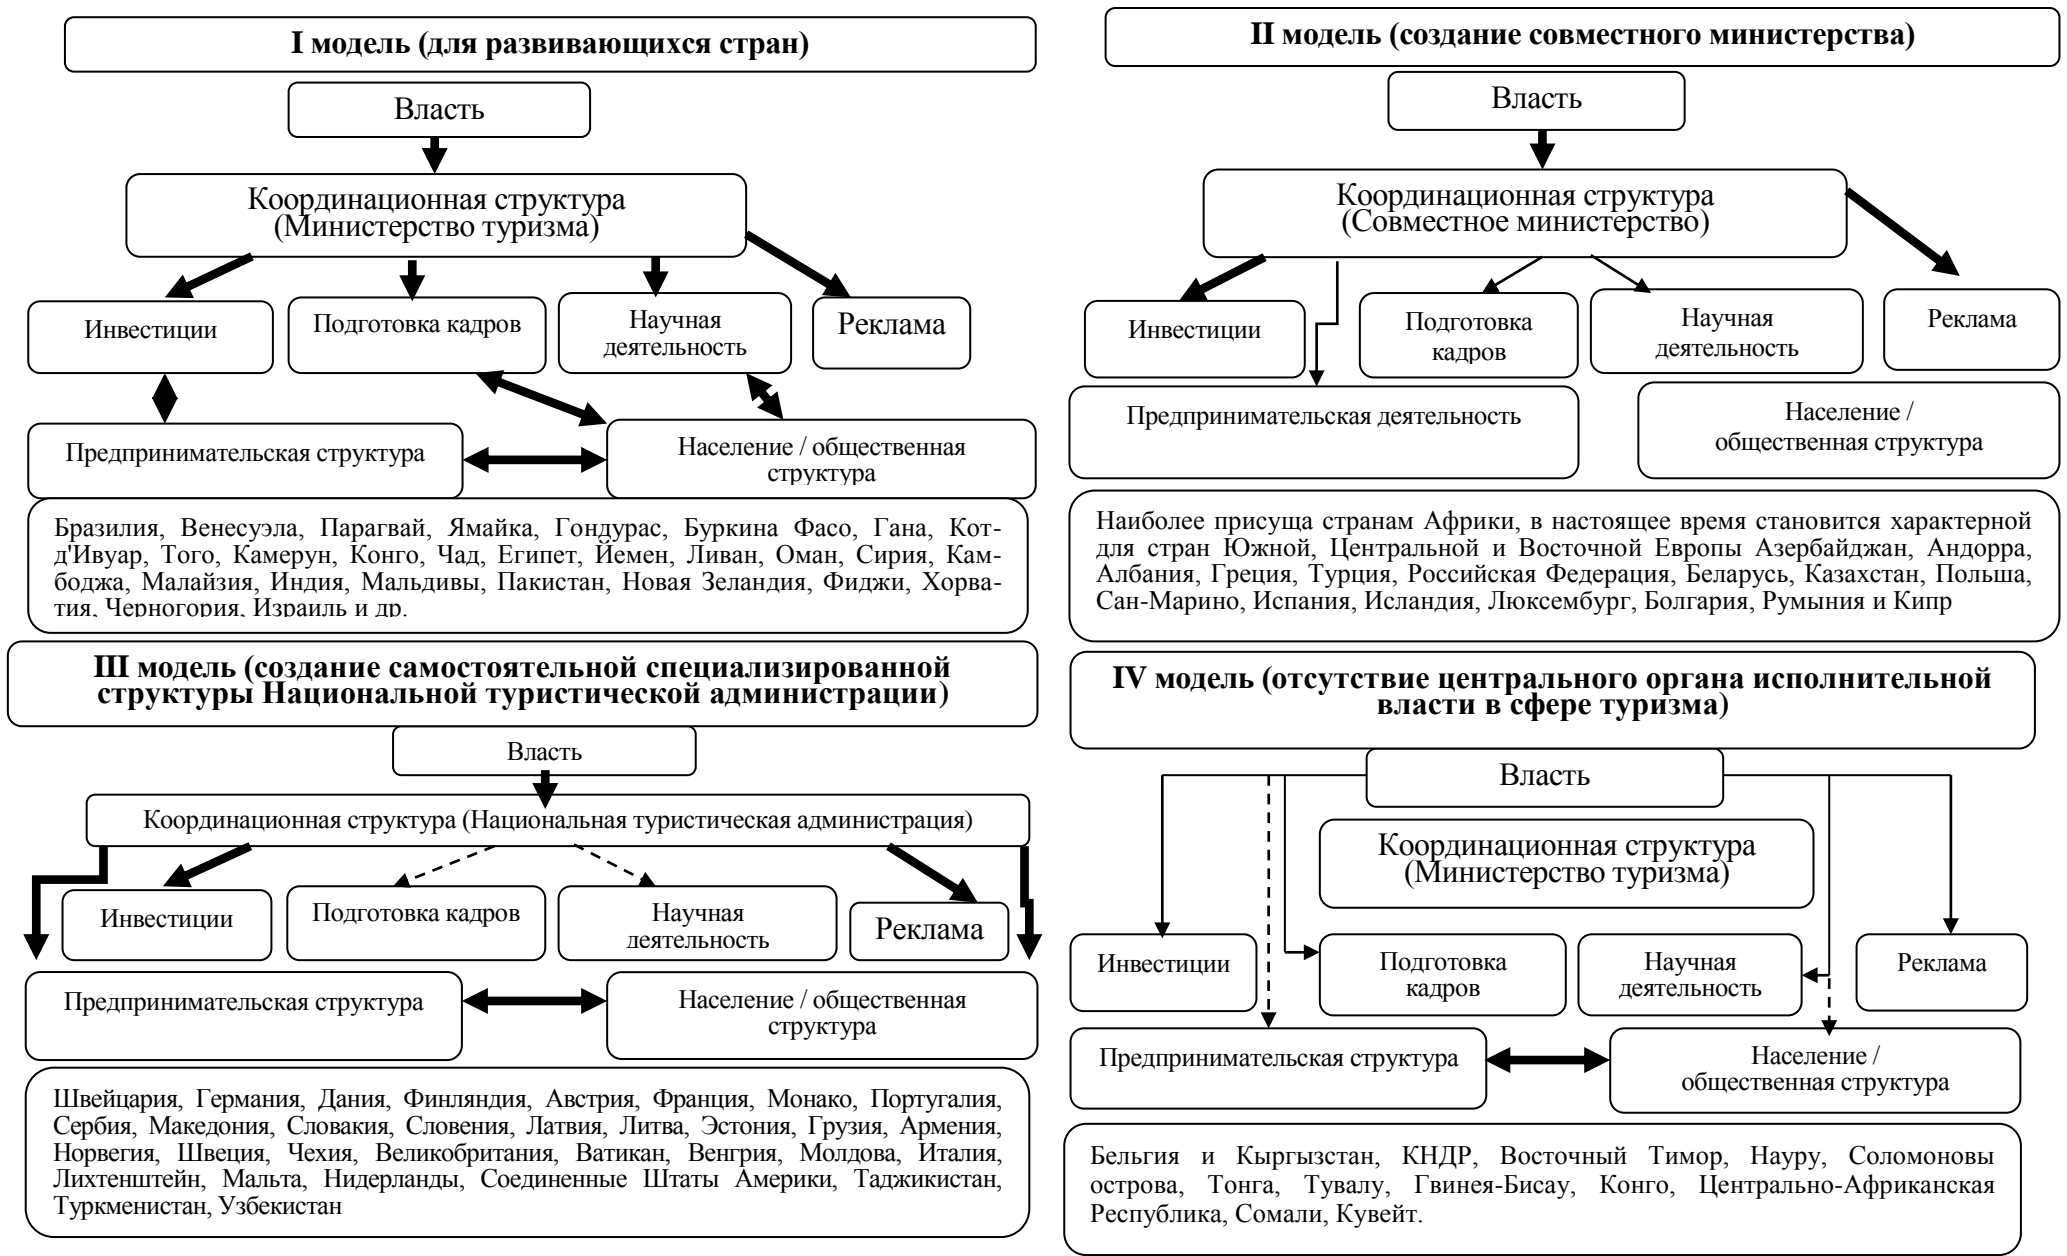 I модель (для развивающихся стран)
Власть
Координационная структура
(Министерство туризма)
Инвестиции
Подготовка кадров
Научная
деятельность
Реклама
Предпринимательская структура
Население / общественная
структура
Бразилия, Венесуэла, Парагвай, Ямайка, Гондурас, Буркина Фасо, Гана, Кот-
д'Ивуар, Того, Камерун, Конго, Чад, Египет, Йемен, Ливан, Оман, Сирия, Кам-
боджа, Малайзия, Индия, Мальдивы, Пакистан, Новая Зеландия, Фиджи, Хорва-
тия, Черногория, Израиль и др.
II модель (создание совместного министерства)
Власть
Координационная структура
(Совместное министерство)
Инвестиции
Подготовка
кадров
Научная
деятельность
Реклама
Предпринимательская деятельность
Население /
общественная структура
Наиболее присуща странам Африки, в настоящее время становится характерной
для стран Южной, Центральной и Восточной Европы Азербайджан, Андорра,
Албания, Греция, Турция, Российская Федерация, Беларусь, Казахстан, Польша,
Сан-Марино, Испания, Исландия, Люксембург, Болгария, Румыния и Кипр
III модель (создание самостоятельной специализированной
структуры Национальной туристической администрации)
Власть
Координационная структура (Национальная туристическая администрация)
Инвестиции
Подготовка кадров
Научная
деятельность
Реклама
Предпринимательская структура
Население / общественная
структура
Швейцария, Германия, Дания, Финляндия, Австрия, Франция, Монако, Португалия,
Сербия, Македония, Словакия, Словения, Латвия, Литва, Эстония, Грузия, Армения,
Норвегия, Швеция, Чехия, Великобритания, Ватикан, Венгрия, Молдова, Италия,
Лихтенштейн, Мальта, Нидерланды, Соединенные Штаты Америки, Таджикистан,
Туркменистан, Узбекистан
IV модель (отсутствие центрального органа исполнительной
власти в сфере туризма)
Власть
Координационная структура
(Министерство туризма)
Инвестиции
Подготовка
кадров
Научная
деятельность
Реклама
Предпринимательская структура
Население /
общественная структура
Бельгия и Кыргызстан, КНДР, Восточный Тимор, Науру, Соломоновы
острова, Тонга, Тувалу, Гвинея-Бисау, Конго, Центрально-Африканская
Республика, Сомали, Кувейт.